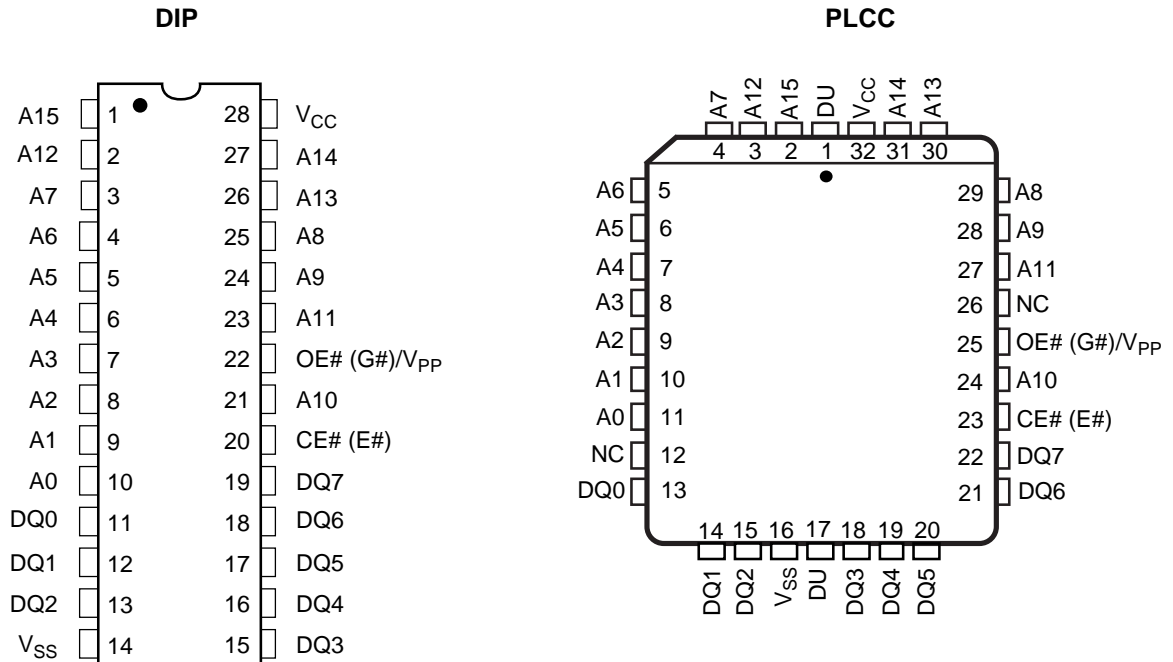 DIP
A15 1 28 VCC
A12 2 27 A14
A7 3 26 A13
A6 4 25 A8
A5 5 24 A9
A4 6 23 A11
A3 7 22 OE# (G#)/VPP
A2 8 21 A10
A1 9 20 CE# (E#)
A0 10 19 DQ7
DQ0 11 18 DQ6
DQ1 12 17 DQ5
DQ2 13 16 DQ4
VSS 14 15 DQ3
PLCC
A7 A12 A15 DU VCC A14 A13
4 3 2 1 32 31 30
A6 5 29 A8
A5 6 28 A9
A4 7 27 A11
A3 8 26 NC
A2 9 25 OE# (G#)/VPP
A1 10 24 A10
A0 11 23 CE# (E#)
NC 12 22 DQ7
DQ0 13 21 DQ6
14 15 16 17 18 19 20
DQ1 DQ2 VSS DU DQ3 DQ4 DQ5